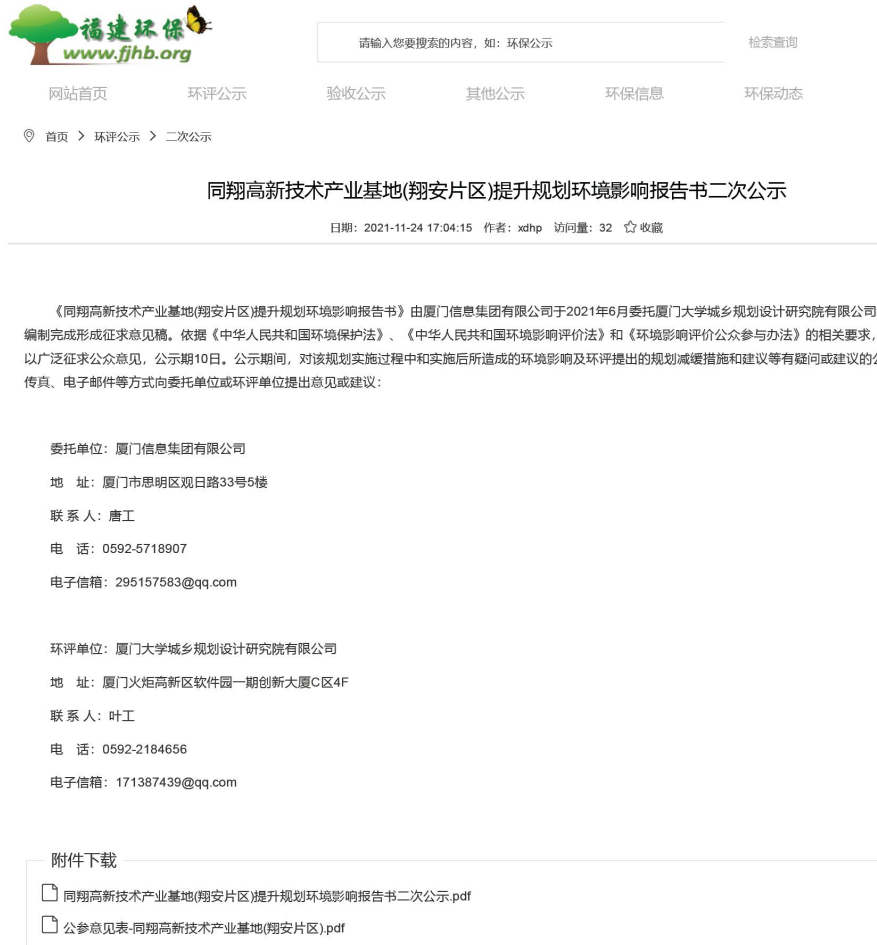 福建环保
www.fjhb.org
请输入您要搜索的内容，如：环保公示
检索查询
网站首页 环评公示 验收公示 其他公示 环保信息 环保动态
首页 > 环评公示 > 二次公示
同翔高新技术产业基地(翔安片区)提升规划环境影响报告书二次公示
日期：2021-11-24 17:04:15 作者：xdhp 访问量：32 收藏
《同翔高新技术产业基地(翔安片区)提升规划环境影响报告书》由厦门信息集团有限公司于2021年6月委托厦门大学城乡规划设计研究院有限公司
编制完成形成征求意见稿。依据《中华人民共和国环境保护法》、《中华人民共和国环境影响评价法》和《环境影响评价公众参与办法》的相关要求，
以广泛征求公众意见，公示期10日。公示期间，对该规划实施过程中和实施后所造成的环境影响及环评提出的规划减缓措施和建议等有疑问或建议的
传真、电子邮件等方式向委托单位或环评单位提出意见或建议：
委托单位：厦门信息集团有限公司
地 址：厦门市思明区观日路33号5楼
联 系 人：唐工
电 话：0592-5718907
电子信箱：295157583@qq.com
环评单位：厦门大学城乡规划设计研究院有限公司
地 址：厦门火炬高新区软件园一期创新大厦C区4F
联 系 人：叶工
电 话：0592-2184656
电子信箱：171387439@qq.com
附件下载
同翔高新技术产业基地(翔安片区)提升规划环境影响报告书二次公示.pdf
公参意见表-同翔高新技术产业基地(翔安片区).pdf